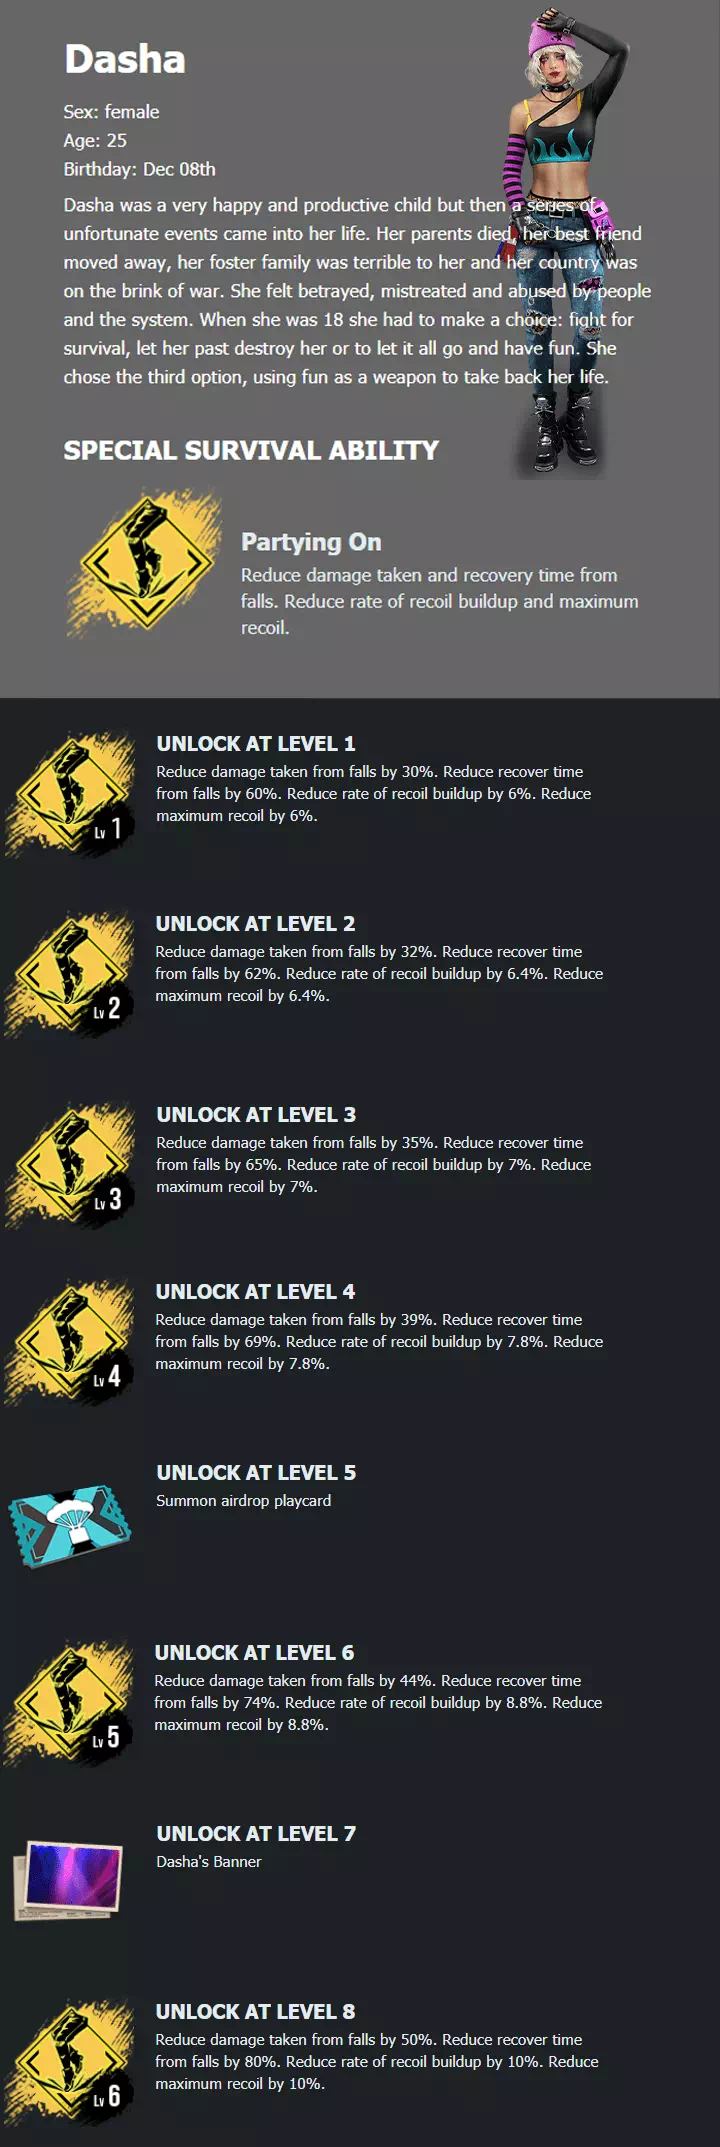 Dasha
Sex: female
Age: 25
Birthday: Dec 08th
Dasha was a very happy and productive child but then a series of
unfortunate events came into her life. Her parents died, her best friend
moved away, her foster family was terrible to her and her country was
on the brink of war. She felt betrayed, mistreated and abused by people
and the system. When she was 18 she had to make a choice: fight for
survival, let her past destroy her or to let it all go and have fun. She
chose the third option, using fun as a weapon to take back her life.
SPECIAL SURVIVAL ABILITY
Partying On
Reduce damage taken and recovery time from
falls. Reduce rate of recoil buildup and maximum
recoil.
UNLOCK AT LEVEL 1
Reduce damage taken from falls by 30%. Reduce recover time
from falls by 60%. Reduce rate of recoil buildup by 6%. Reduce
maximum recoil by 6%.
Lv 1
UNLOCK AT LEVEL 2
Reduce damage taken from falls by 32%. Reduce recover time
from falls by 62%. Reduce rate of recoil buildup by 6.4%. Reduce
maximum recoil by 6.4%.
Lv 2
UNLOCK AT LEVEL 3
Reduce damage taken from falls by 35%. Reduce recover time
from falls by 65%. Reduce rate of recoil buildup by 7%. Reduce
maximum recoil by 7%.
Lv 3
UNLOCK AT LEVEL 4
Reduce damage taken from falls by 39%. Reduce recover time
from falls by 69%. Reduce rate of recoil buildup by 7.8%. Reduce
maximum recoil by 7.8%.
Lv 4
UNLOCK AT LEVEL 5
Summon airdrop playcard
UNLOCK AT LEVEL 6
Reduce damage taken from falls by 44%. Reduce recover time
from falls by 74%. Reduce rate of recoil buildup by 8.8%. Reduce
maximum recoil by 8.8%.
Lv 5
UNLOCK AT LEVEL 7
Dasha's Banner
UNLOCK AT LEVEL 8
Reduce damage taken from falls by 50%. Reduce recover time
from falls by 80%. Reduce rate of recoil buildup by 10%. Reduce
maximum recoil by 10%.
Lv 6